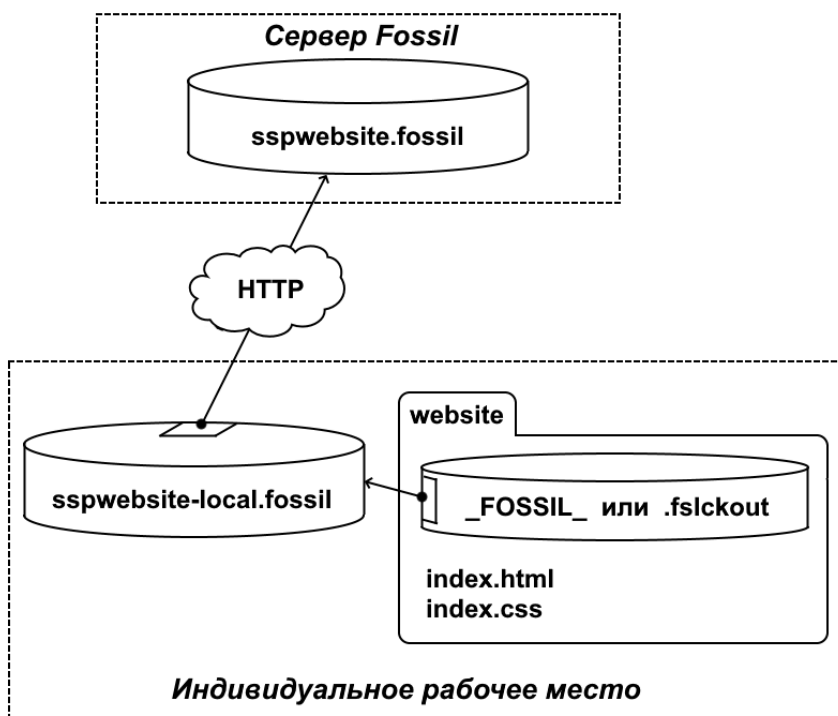 Сервер Fossil
sspwebsite.fossil
HTTP
website
sspwebsite-local.fossil
_FOSSIL_ или .fslckout
index.html
index.css
Индивидуальное рабочее место